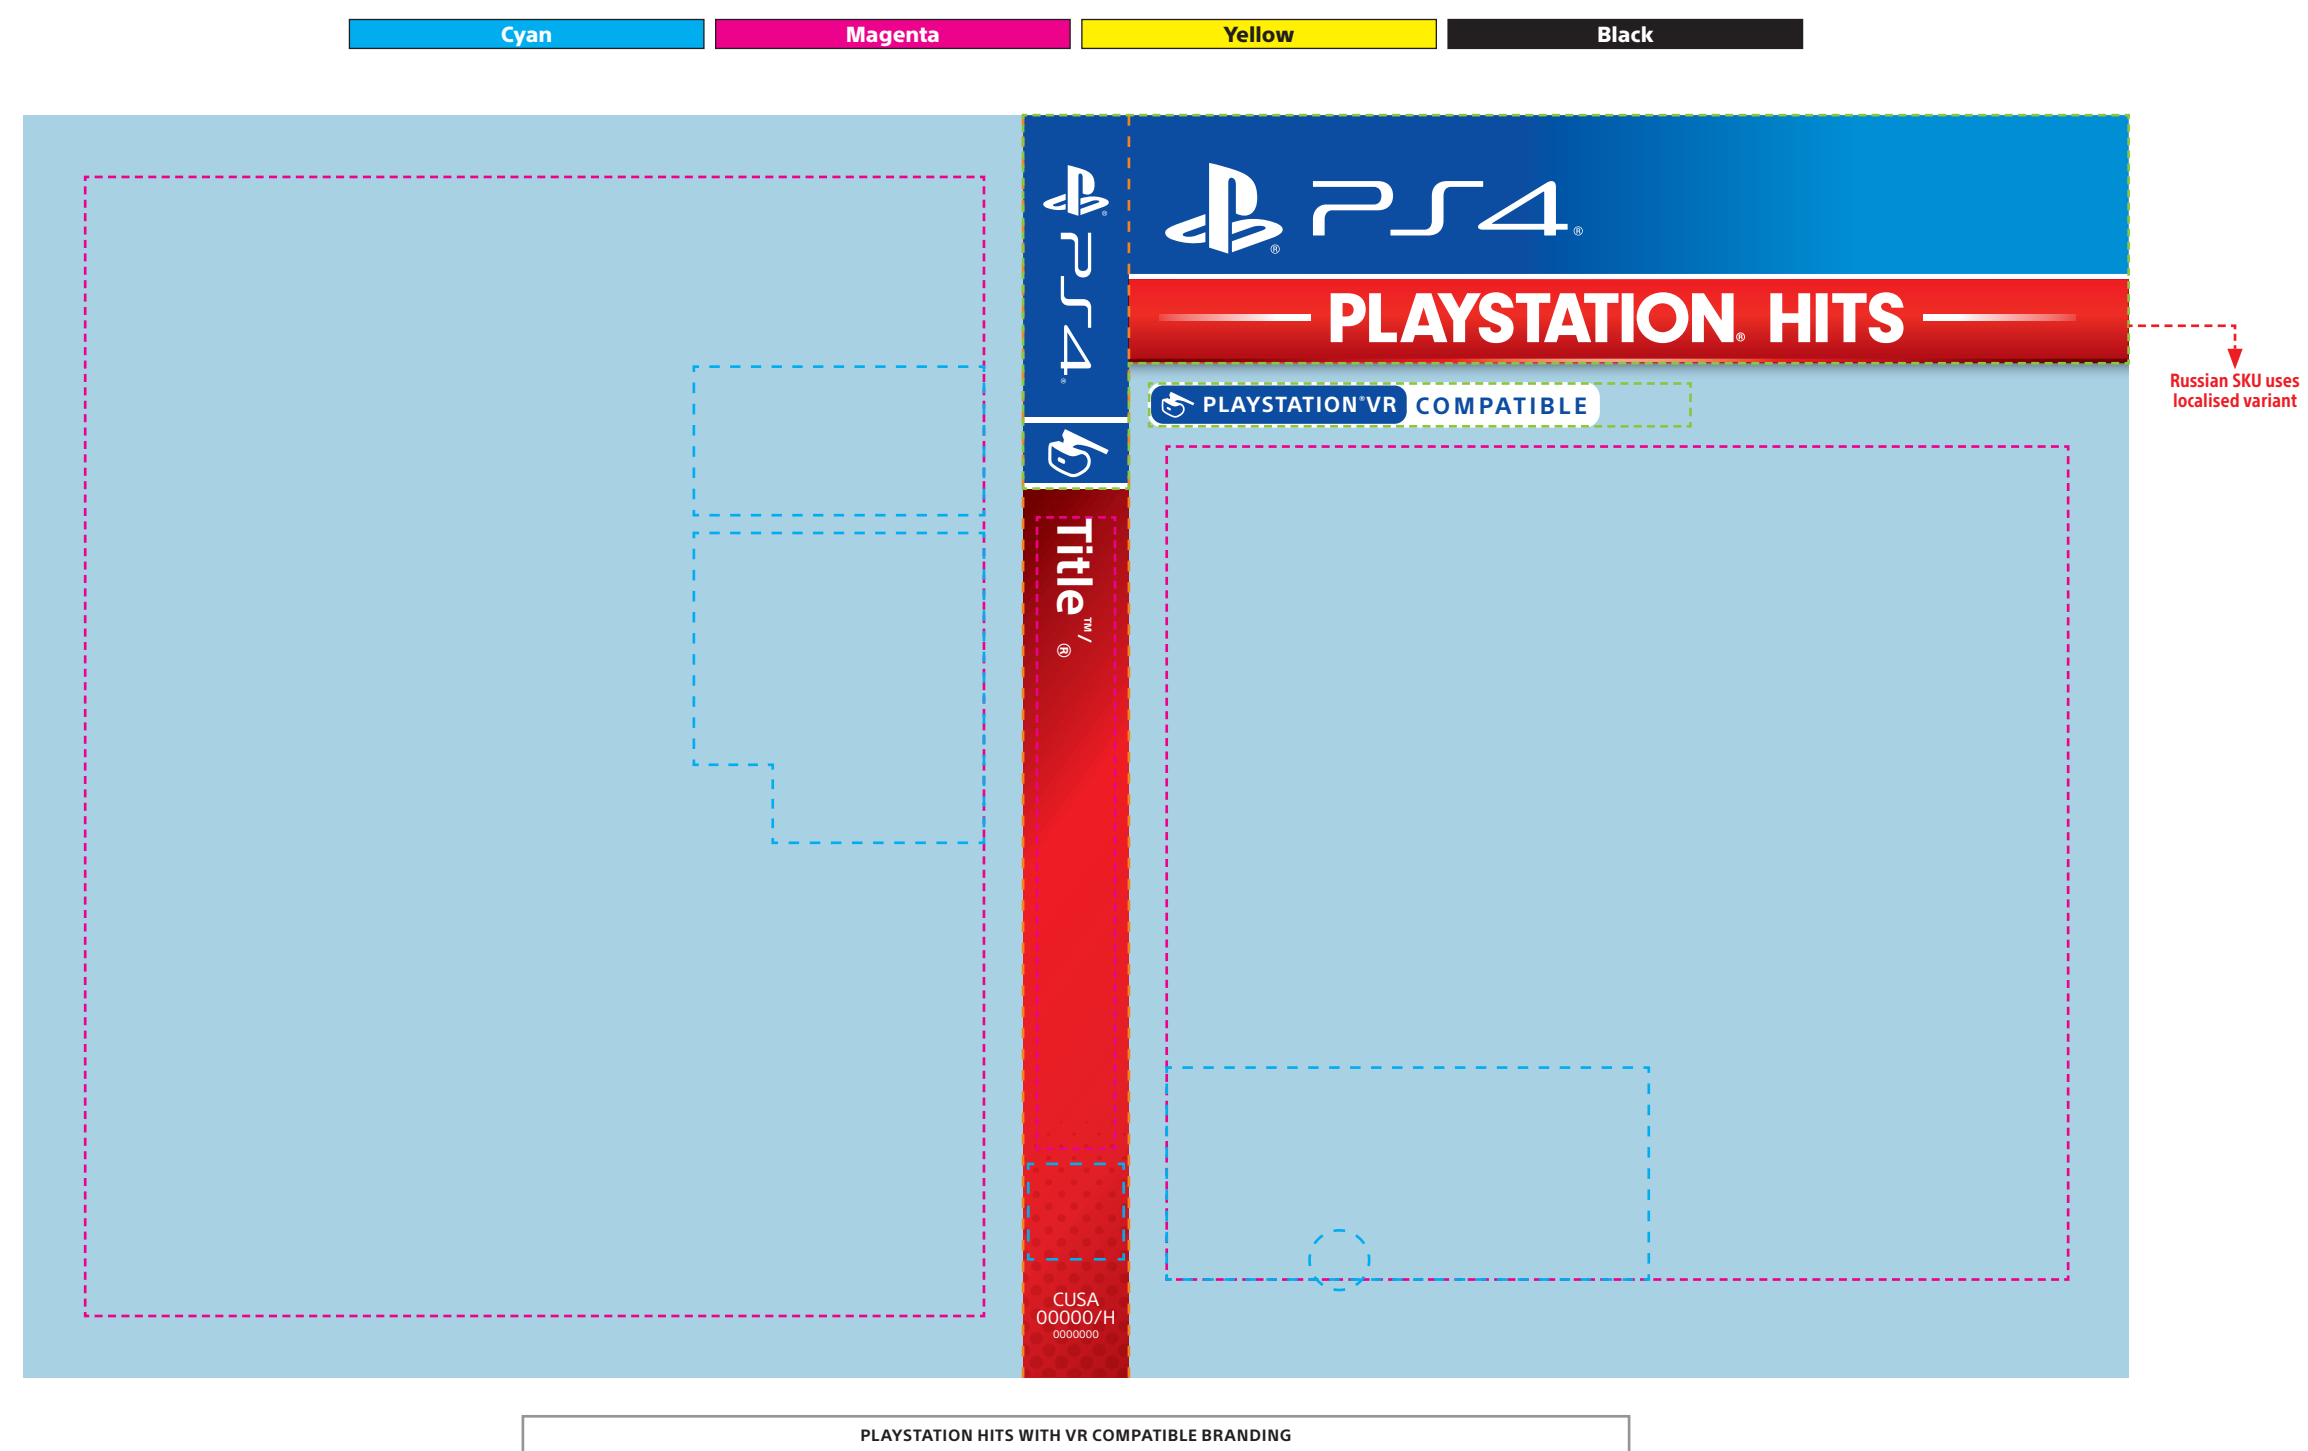 Cyan
Magenta
Yellow
Black
PS4®
PS4®
PLAYSTATION® HITS
Russian SKU uses
localised variant
PLAYSTATION®VR COMPATIBLE
Title™/®
CUSA
00000/H
0000000
PLAYSTATION HITS WITH VR COMPATIBLE BRANDING